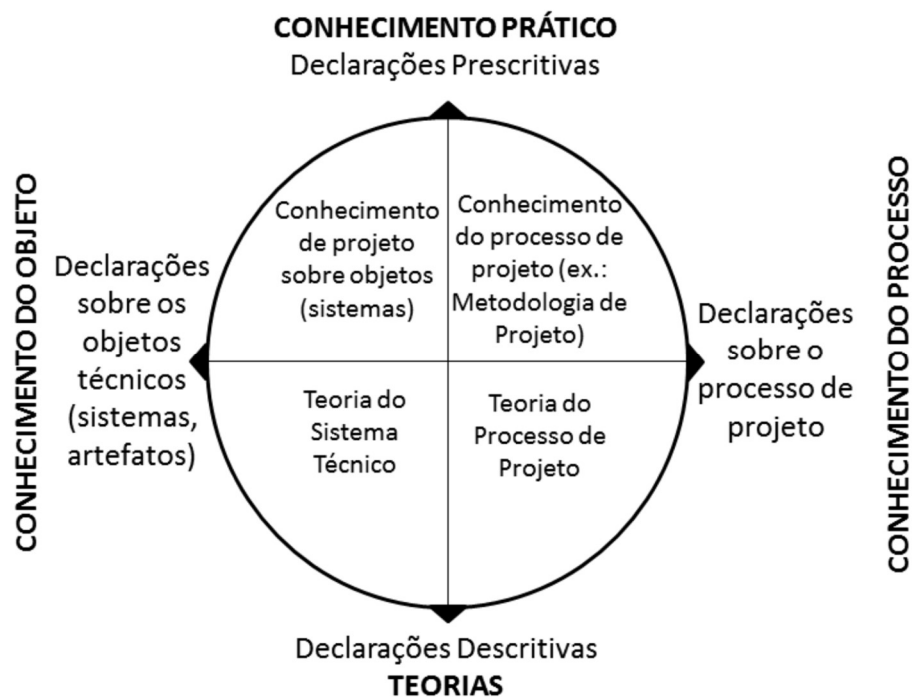 CONHECIMENTO PRÁTICO
Declarações Prescritivas
CONHECIMENTO DO OBJETO
Declarações
sobre os
objetos
técnicos
(sistemas,
artefatos)
Conhecimento
de projeto
sobre objetos
(sistemas)
Conhecimento
do processo de
projeto (ex.:
Metodologia de
Projeto)
Teoria do
Sistema
Técnico
Teoria do
Processo de
Projeto
Declarações
sobre o
processo de
projeto
CONHECIMENTO DO PROCESSO
Declarações Descritivas
TEORIAS